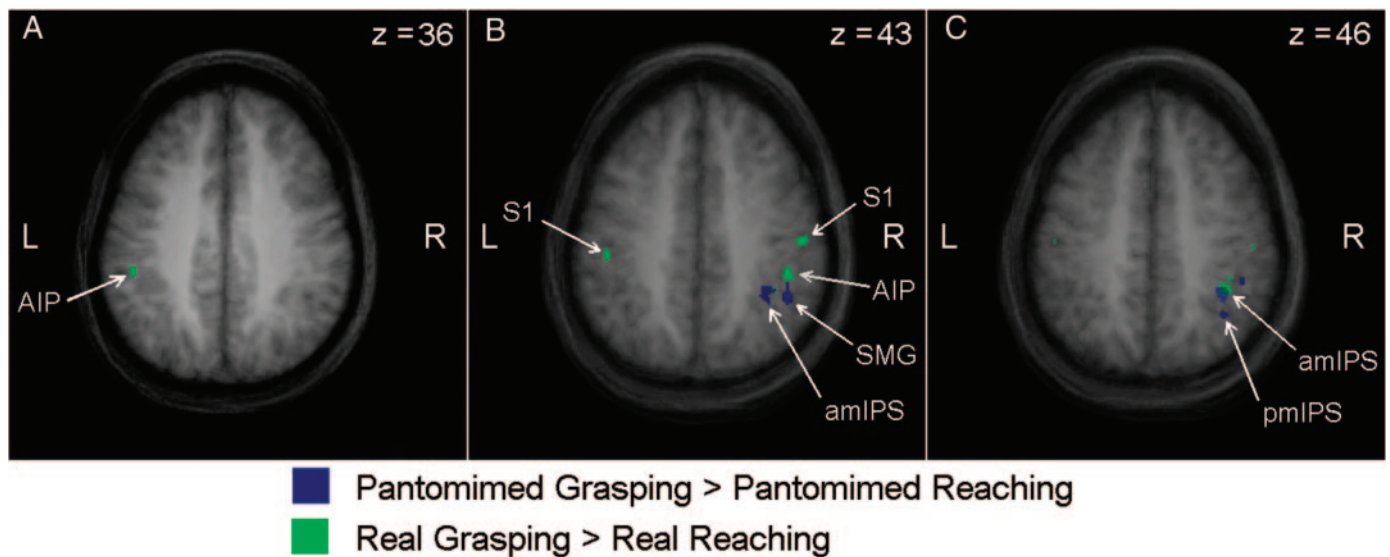 A
z = 36
L
R
AIP
B
z = 43
S1
S1
L
R
AIP
SMG
amIPS
C
z = 46
L
R
amIPS
pmIPS
Pantomimed Grasping > Pantomimed Reaching
Real Grasping > Real Reaching